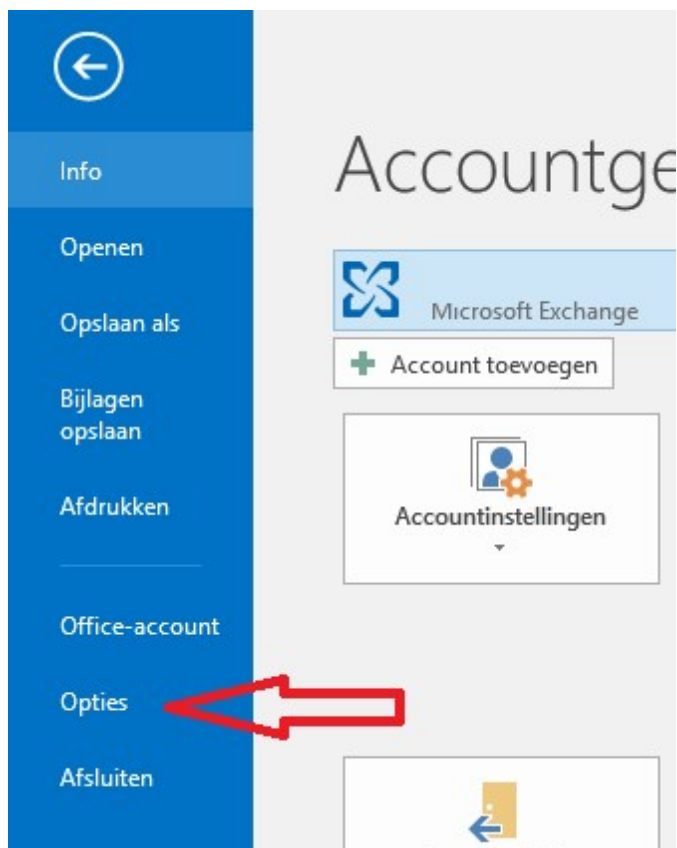 Info
Openen
Opslaan als
Bijlagen
opslaan
Afdrukken
Office-account
Opties
Afsluiten
Accountge
Microsoft Exchange
Account toevoegen
Accountinstellingen